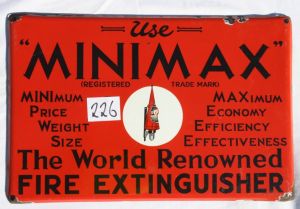 Use
"MINIMAX"
(REGISTERED TRADE MARK)
MINIMUM MAXIMUM
PRICE ECONOMY
WEIGHT EFFICIENCY
SIZE EFFECTIVENESS
226
The World Renowned
FIRE EXTINGUISHER